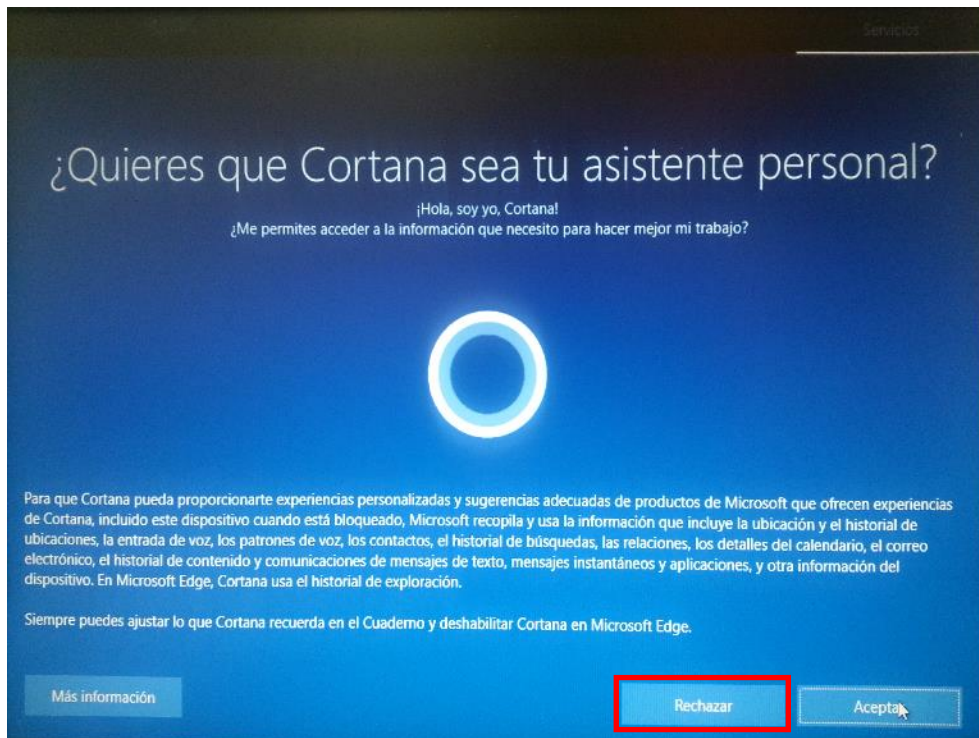 Servicios
¿Quieres que Cortana sea tu asistente personal?
¡Hola, soy yo, Cortana!
¿Me permites acceder a la información que necesito para hacer mejor mi trabajo?
Para que Cortana pueda proporcionarte experiencias personalizadas y sugerencias adecuadas de productos de Microsoft que ofrecen experiencias
de Cortana, incluido este dispositivo cuando está bloqueado, Microsoft recopila y usa la información que incluye la ubicación y el historial de
ubicaciones, la entrada de voz, los patrones de voz, los contactos, el historial de búsquedas, las relaciones, los detalles del calendario, el correo
electrónico, el historial de contenido y comunicaciones de mensajes de texto, mensajes instantáneos y aplicaciones, y otra información del
dispositivo. En Microsoft Edge, Cortana usa el historial de exploración.
Siempre puedes ajustar lo que Cortana recuerda en el Cuaderno y deshabilitar Cortana en Microsoft Edge.
Más información
Rechazar
Aceptar